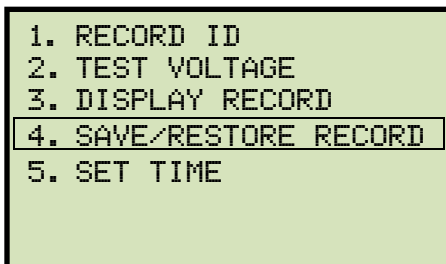 1. RECORD ID
2. TEST VOLTAGE
3. DISPLAY RECORD
4. SAVE/RESTORE RECORD
5. SET TIME